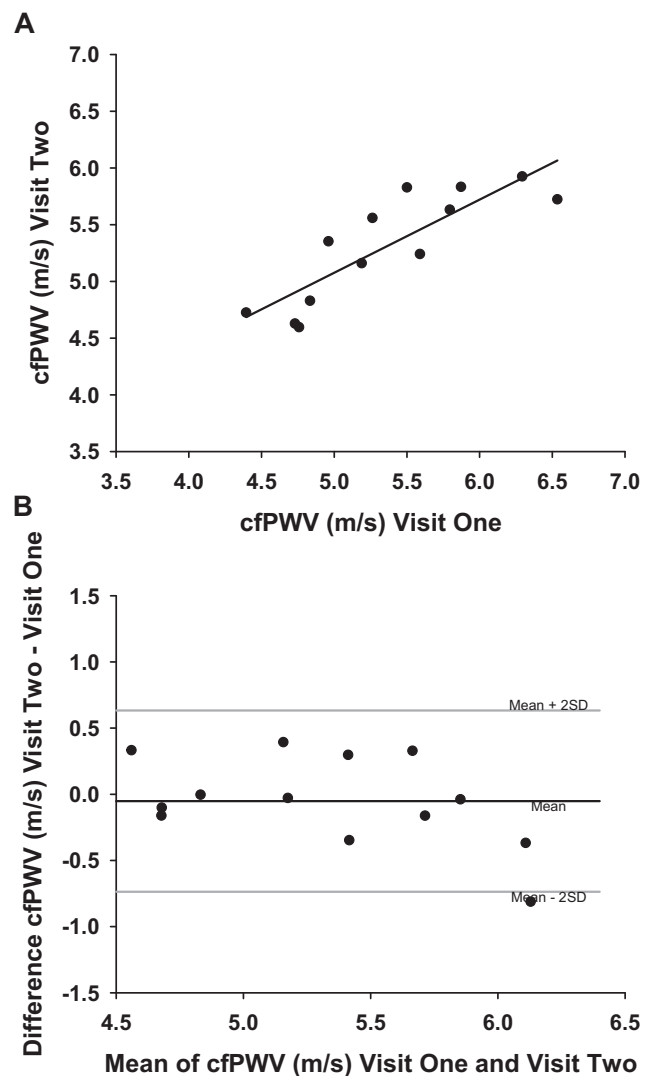 A
7.0
6.5
6.0
5.5
5.0
4.5
4.0
3.5
cfPWV (m/s) Visit Two
3.5 4.0 4.5 5.0 5.5 6.0 6.5 7.0
cfPWV (m/s) Visit One
B
1.5
1.0
0.5
0.0
-0.5
-1.0
-1.5
Difference cfPWV (m/s) Visit Two - Visit One
Mean + 2SD
Mean
Mean - 2SD
4.5 5.0 5.5 6.0 6.5
Mean of cfPWV (m/s) Visit One and Visit Two